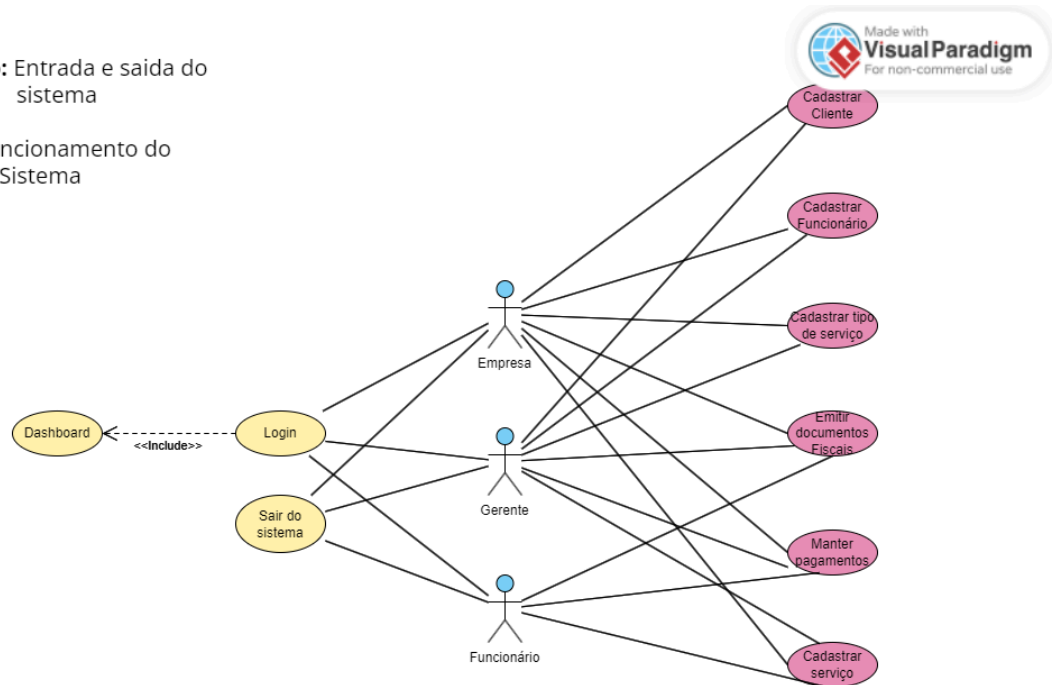 Made with
Visual Paradigm
For non-commercial use
: Entrada e saida do
sistema
ncionamento do
Sistema
Cadastrar
Cliente
Cadastrar
Funcionário
Cadastrar tipo
de serviço
Empresa
Dashboard
<<Include>>
Login
Emitir
documentos
Fiscais
Gerente
Sair do
sistema
Manter
pagamentos
Funcionário
Cadastrar
serviço